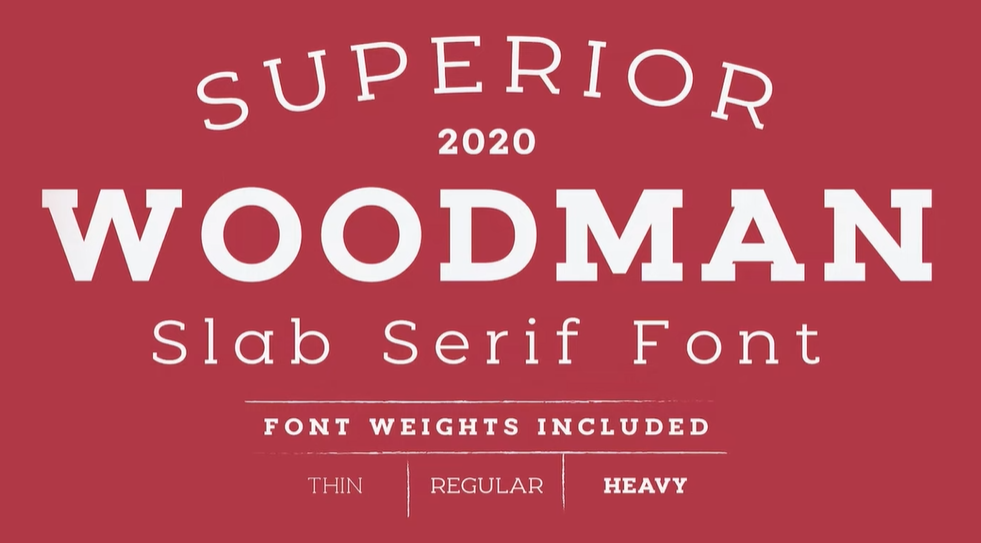 SUPERIOR
2020
WOODMAN
Slab Serif Font
FONT WEIGHTS INCLUDED
THIN REGULAR HEAVY